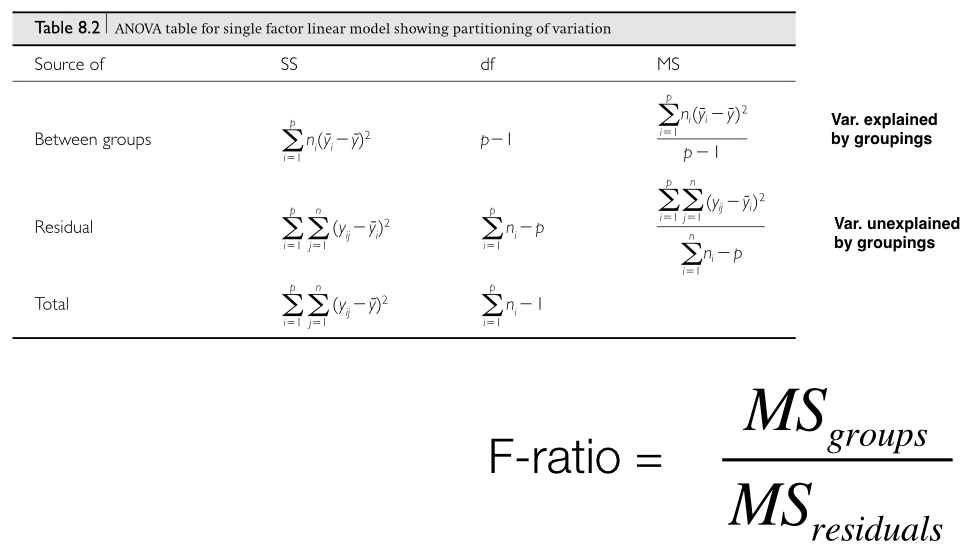 Table 8.2 | ANOVA table for single factor linear model showing partitioning of variation
Source of SS df MS
Between groups $\sum_{i=1}^{p} n_i(\bar{y}_i - \bar{y})^2$ $p-1$ $\frac{\sum_{i=1}^{p} n_i(\bar{y}_i - \bar{y})^2}{p-1}$ Var. explained
by groupings
Residual $\sum_{i=1}^{p}\sum_{j=1}^{n}(y_{ij} - \bar{y}_i)^2$ $\sum_{i=1}^{p} n_i - p$ $\frac{\sum_{i=1}^{p}\sum_{j=1}^{n}(y_{ij} - \bar{y}_i)^2}{\sum_{i=1}^{n} n_i - p}$ Var. unexplained
by groupings
Total $\sum_{i=1}^{p}\sum_{j=1}^{n}(y_{ij} - \bar{y})^2$ $\sum_{i=1}^{p} n_i - 1$
F-ratio = $\frac{MS_{groups}}{MS_{residuals}}$